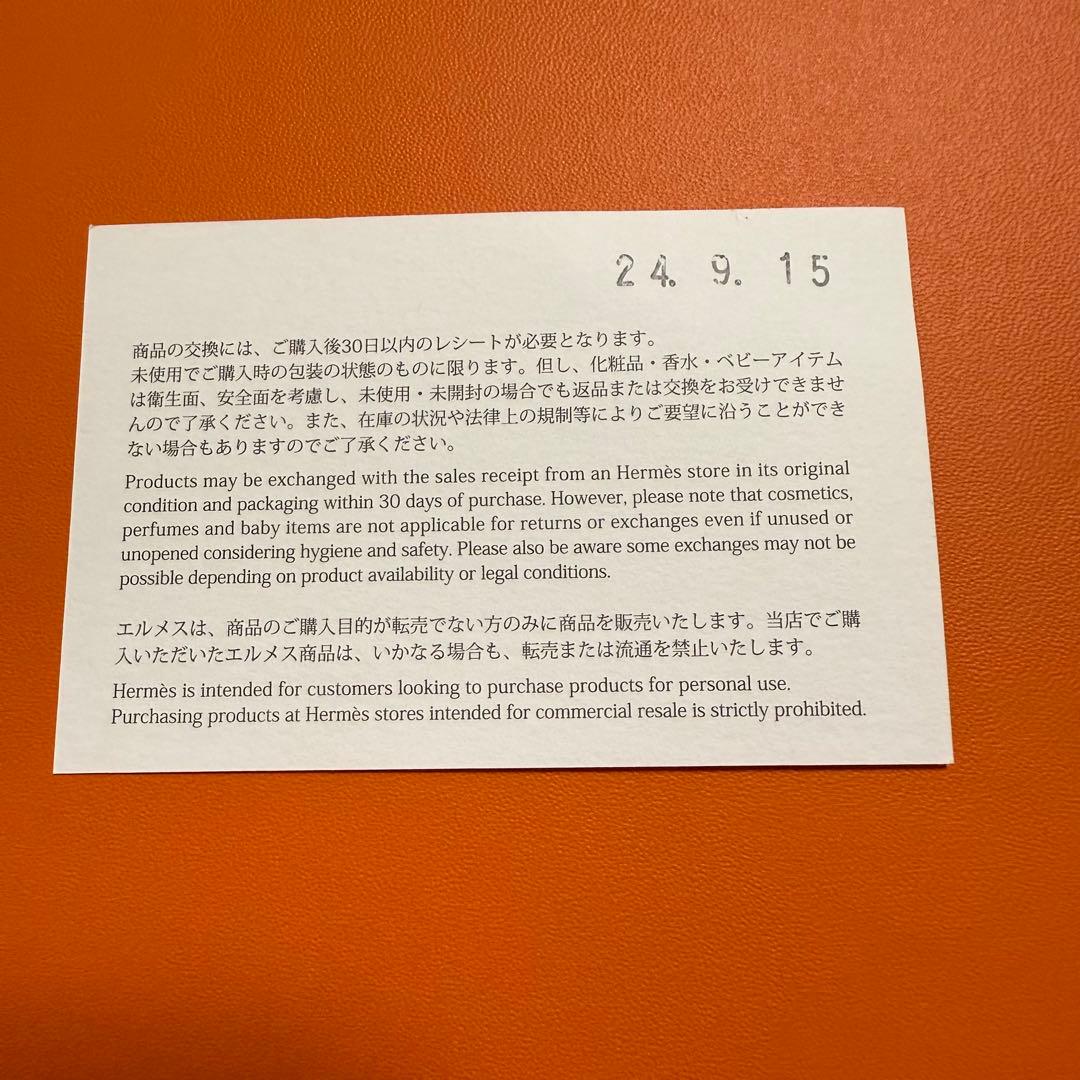 24. 9. 15
商品の交換には、ご購入後30日以内のレシートが必要となります。
未使用でご購入時の包装の状態のものに限ります。但し、化粧品・香水・ベビーアイテム
は衛生面、安全面を考慮し、未使用・未開封の場合でも返品または交換をお受けできませ
んので了承ください。また、在庫の状況や法律上の規制等によりご要望に沿うことができ
ない場合もありますのでご了承ください。
Products may be exchanged with the sales receipt from an Hermès store in its original
condition and packaging within 30 days of purchase. However, please note that cosmetics,
perfumes and baby items are not applicable for returns or exchanges even if unused or
unopened considering hygiene and safety. Please also be aware some exchanges may not be
possible depending on product availability or legal conditions.
エルメスは、商品のご購入目的が転売でない方のみに商品を販売いたします。当店でご購
入いただいたエルメス商品は、いかなる場合も、転売または流通を禁止いたします。
Hermès is intended for customers looking to purchase products for personal use.
Purchasing products at Hermès stores intended for commercial resale is strictly prohibited.